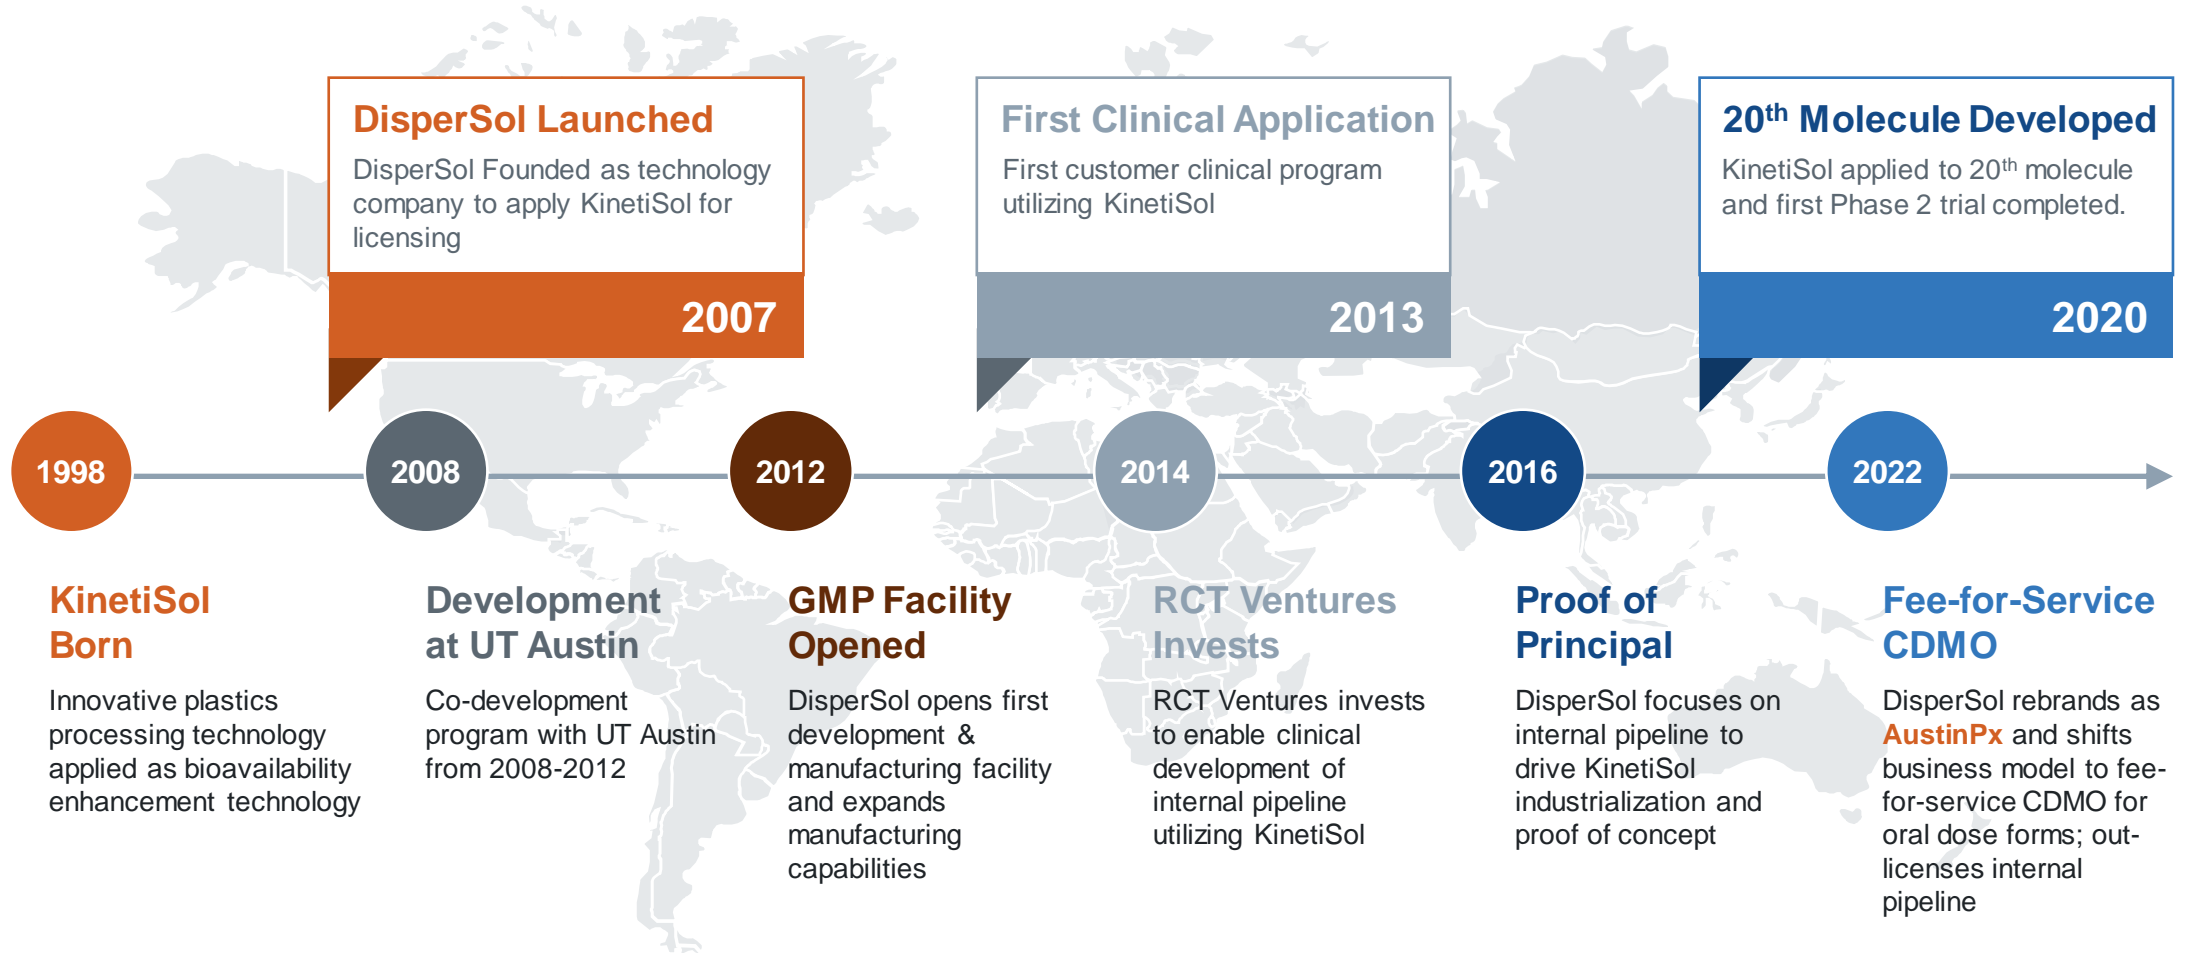 DisperSol Launched
DisperSol Founded as technology
company to apply KinetiSol for
licensing
2007
First Clinical Application
First customer clinical program
utilizing KinetiSol
2013
20th Molecule Developed
KinetiSol applied to 20th molecule
and first Phase 2 trial completed.
2020
1998
2008
2012
2014
2016
2022
KinetiSol
Born
Innovative plastics
processing technology
applied as bioavailability
enhancement technology
Development
at UT Austin
Co-development
program with UT Austin
from 2008-2012
GMP Facility
Opened
DisperSol opens first
development &
manufacturing facility
and expands
manufacturing
capabilities
RCT Ventures
Invests
RCT Ventures invests
to enable clinical
development of
internal pipeline
utilizing KinetiSol
Proof of
Principal
DisperSol focuses on
internal pipeline to
drive KinetiSol
industrialization and
proof of concept
Fee-for-Service
CDMO
DisperSol rebrands as
AustinPx and shifts
business model to fee-
for-service CDMO for
oral dose forms; out-
licenses internal
pipeline